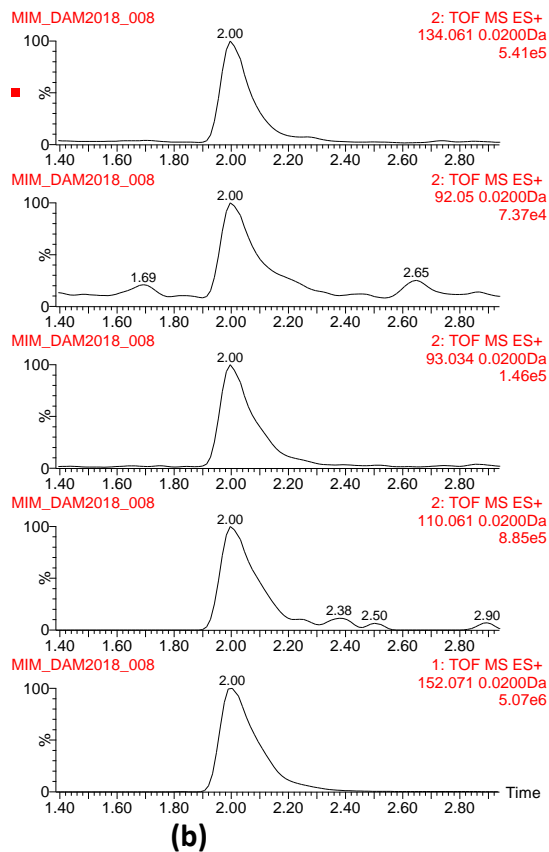 MIM_DAM2018_008 2: TOF MS ES+
134.061 0.0200Da
5.41e5
2.00
100
%
0
1.40 1.60 1.80 2.00 2.20 2.40 2.60 2.80
MIM_DAM2018_008 2: TOF MS ES+
92.05 0.0200Da
7.37e4
2.00
100
%
1.69 2.65
0
1.40 1.60 1.80 2.00 2.20 2.40 2.60 2.80
MIM_DAM2018_008 2: TOF MS ES+
93.034 0.0200Da
1.46e5
2.00
100
%
0
1.40 1.60 1.80 2.00 2.20 2.40 2.60 2.80
MIM_DAM2018_008 2: TOF MS ES+
110.061 0.0200Da
8.85e5
2.00
100
%
2.38 2.50 2.90
0
1.40 1.60 1.80 2.00 2.20 2.40 2.60 2.80
MIM_DAM2018_008 1: TOF MS ES+
152.071 0.0200Da
5.07e6
2.00
100
%
0 Time
1.40 1.60 1.80 2.00 2.20 2.40 2.60 2.80
(b)